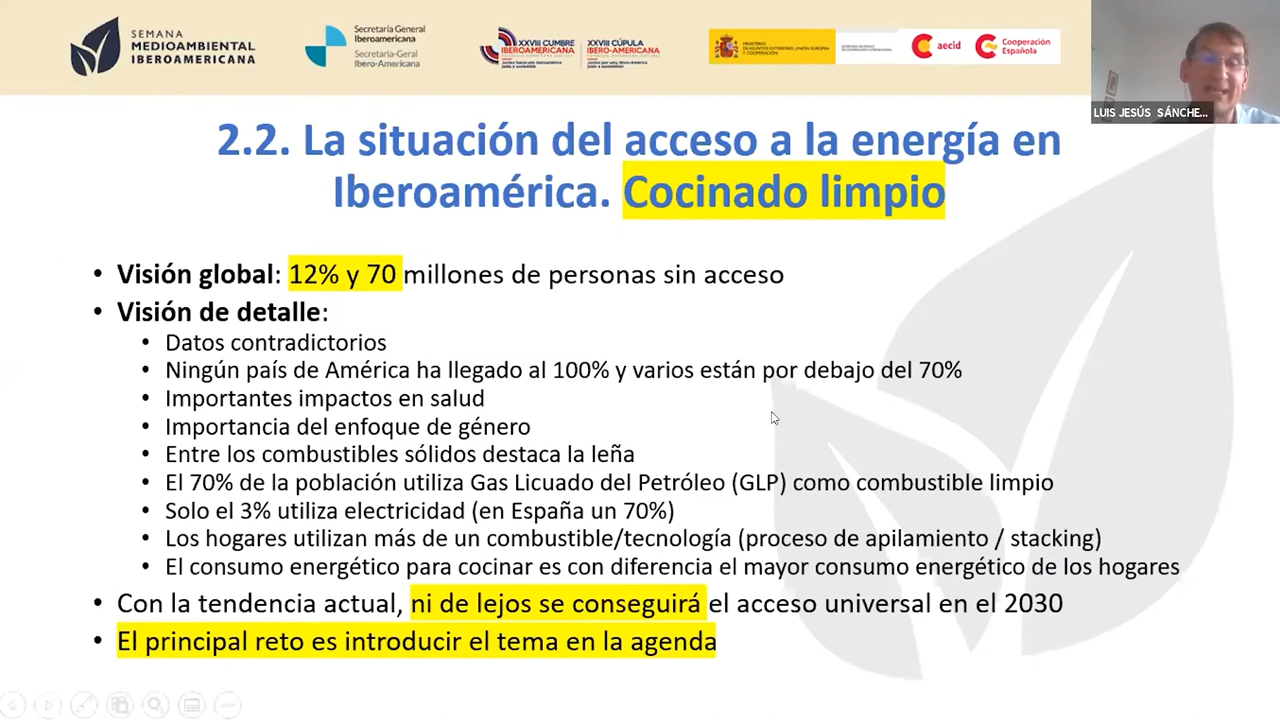 SEMANA
MEDIOAMBIENTAL
IBEROAMERICANA
Secretaría General
Iberoamericana
Secretaria-Geral
Ibero-Americana
XXVIII CUMBRE
IBEROAMERICANA
XXVIII CÚPULA
IBERO-AMERICANA
aecid
Cooperación
Española
LUIS JESÚS SÁNCHE...
2.2. La situación del acceso a la energía en
Iberoamérica. Cocinado limpio
• Visión global: 12% y 70 millones de personas sin acceso
• Visión de detalle:
• Datos contradictorios
• Ningún país de América ha llegado al 100% y varios están por debajo del 70%
• Importantes impactos en salud
• Importancia del enfoque de género
• Entre los combustibles sólidos destaca la leña
• El 70% de la población utiliza Gas Licuado del Petróleo (GLP) como combustible limpio
• Solo el 3% utiliza electricidad (en España un 70%)
• Los hogares utilizan más de un combustible/tecnología (proceso de apilamiento / stacking)
• El consumo energético para cocinar es con diferencia el mayor consumo energético de los hogares
• Con la tendencia actual, ni de lejos se conseguirá el acceso universal en el 2030
• El principal reto es introducir el tema en la agenda